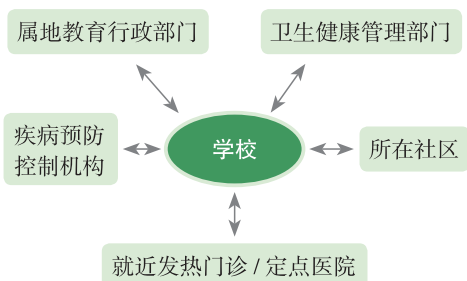 属地教育行政部门
卫生健康管理部门
疾病预防
控制机构
学校
所在社区
就近发热门诊 / 定点医院